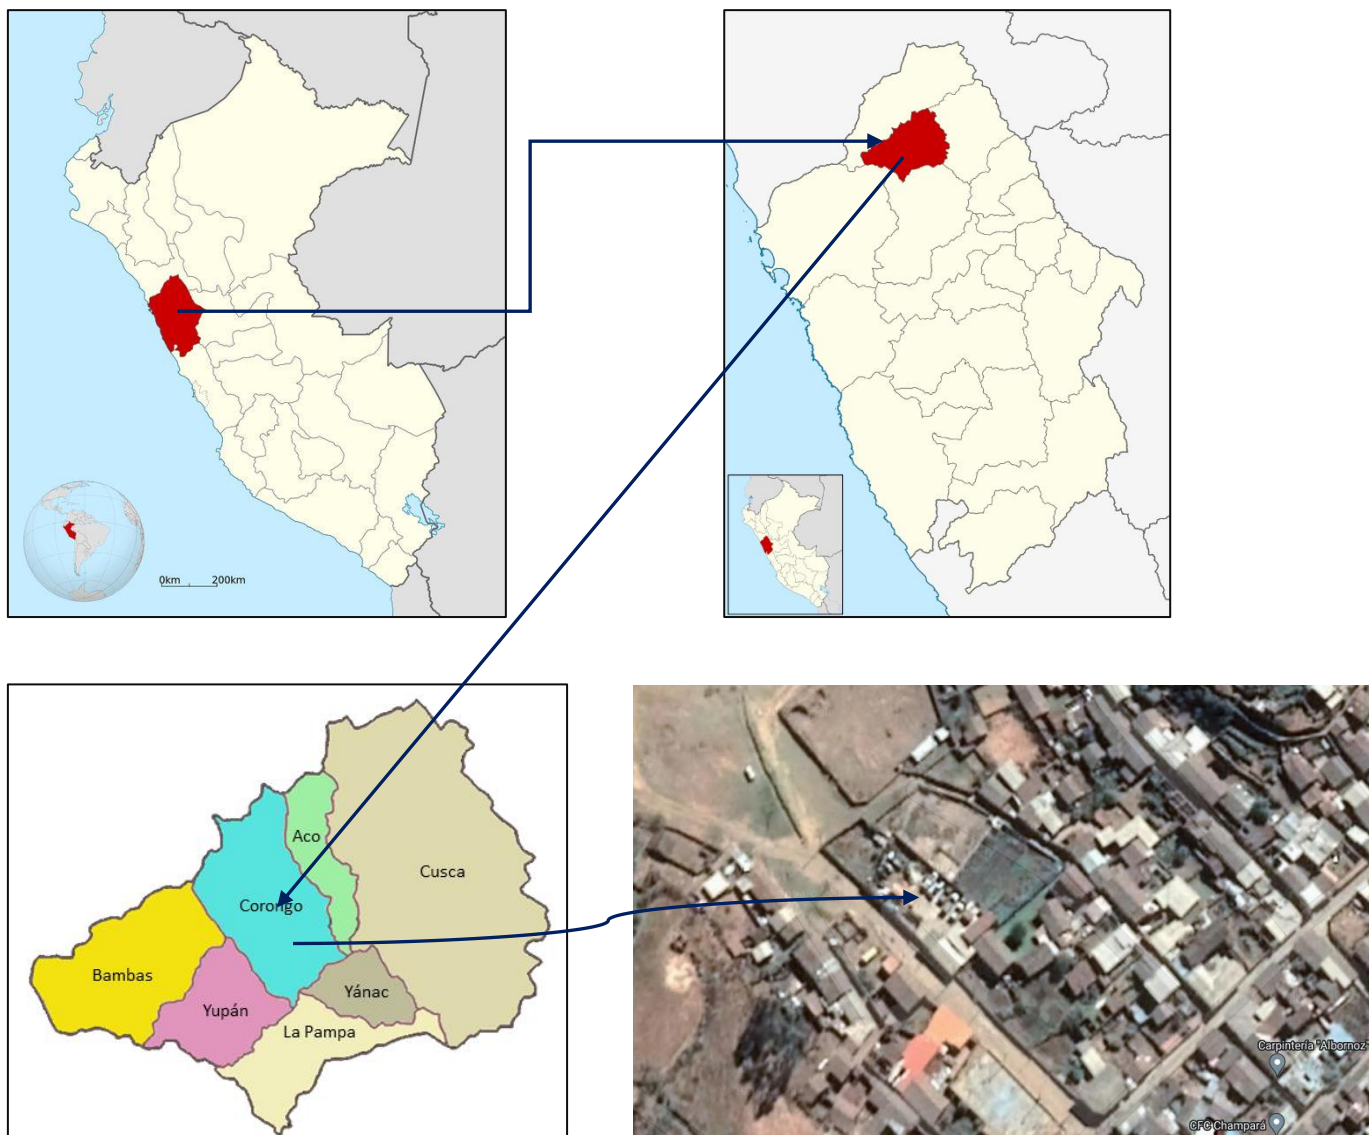 0km
200km
Aco
Cusca
Corongo
Bambas
Yánac
Yupán
La Pampa
Carpintería "Albornoz"
CFC Champará